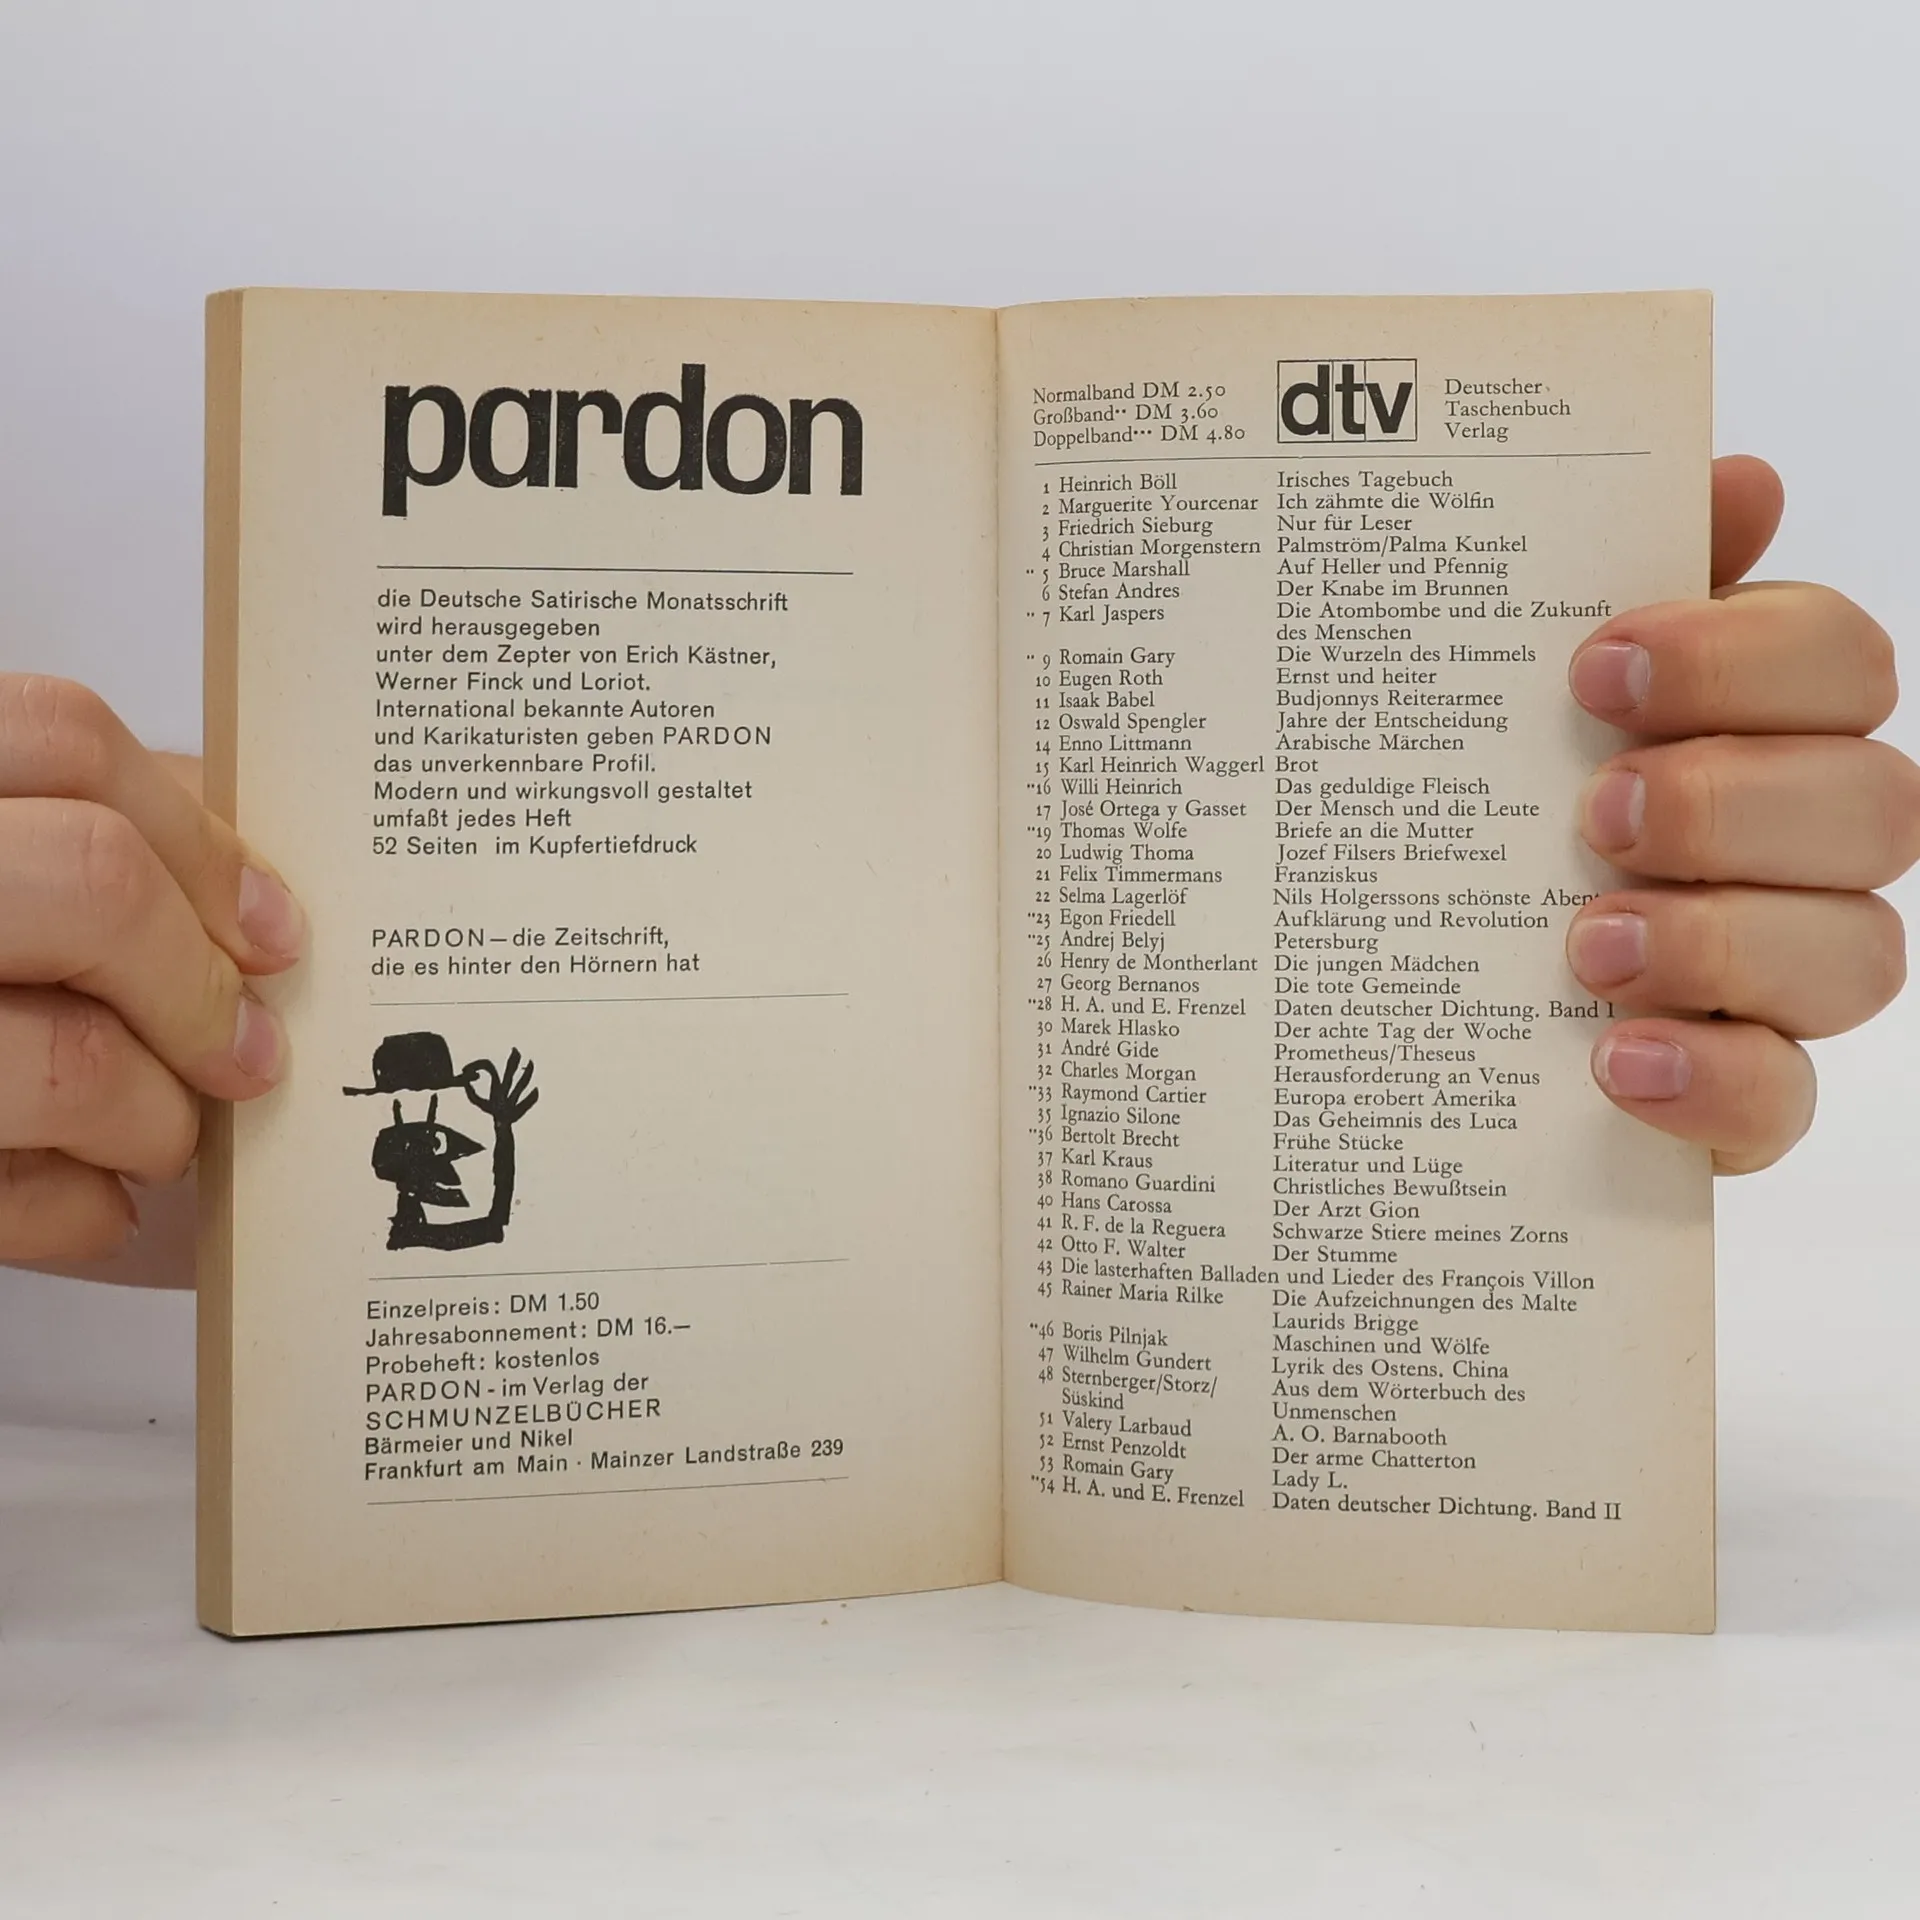 pardon
die Deutsche Satirische Monatsschrift
wird herausgegeben
unter dem Zepter von Erich Kästner,
Werner Finck und Loriot.
International bekannte Autoren
und Karikaturisten geben PARDON
das unverkennbare Profil.
Modern und wirkungsvoll gestaltet
umfaßt jedes Heft
52 Seiten im Kupfertiefdruck
PARDON — die Zeitschrift,
die es hinter den Hörnern hat
Einzelpreis: DM 1.50
Jahresabonnement: DM 16.—
Probeheft: kostenlos
PARDON - im Verlag der
SCHMUNZELBÜCHER
Bärmeier und Nikel
Frankfurt am Main · Mainzer Landstraße 239
Normalband DM 2.50
Großband·· DM 3.60
Doppelband··· DM 4.80
dtv
Deutscher
Taschenbuch
Verlag
1 Heinrich Böll Irisches Tagebuch
2 Marguerite Yourcenar Ich zähmte die Wölfin
3 Friedrich Sieburg Nur für Leser
4 Christian Morgenstern Palmström/Palma Kunkel
·· 5 Bruce Marshall Auf Heller und Pfennig
6 Stefan Andres Der Knabe im Brunnen
·· 7 Karl Jaspers Die Atombombe und die Zukunft
des Menschen
·· 9 Romain Gary Die Wurzeln des Himmels
10 Eugen Roth Ernst und heiter
11 Isaak Babel Budjonnys Reiterarmee
12 Oswald Spengler Jahre der Entscheidung
14 Enno Littmann Arabische Märchen
15 Karl Heinrich Waggerl Brot
··16 Willi Heinrich Das geduldige Fleisch
17 José Ortega y Gasset Der Mensch und die Leute
··19 Thomas Wolfe Briefe an die Mutter
20 Ludwig Thoma Jozef Filsers Briefwexel
21 Felix Timmermans Franziskus
22 Selma Lagerlöf Nils Holgerssons schönste
··23 Egon Friedell Aufklärung und Revolution
··25 Andrej Belyj Petersburg
26 Henry de Montherlant Die jungen Mädchen
27 Georg Bernanos Die tote Gemeinde
··28 H. A. und E. Frenzel Daten deutscher Dichtung. Band I
30 Marek Hlasko Der achte Tag der Woche
31 André Gide Prometheus/Theseus
32 Charles Morgan Herausforderung an Venus
··33 Raymond Cartier Europa erobert Amerika
35 Ignazio Silone Das Geheimnis des Luca
··36 Bertolt Brecht Frühe Stücke
37 Karl Kraus Literatur und Lüge
38 Romano Guardini Christliches Bewußtsein
40 Hans Carossa Der Arzt Gion
41 R. F. de la Reguera Schwarze Stiere meines Zorns
42 Otto F. Walter Der Stumme
43 Die lasterhaften Balladen und Lieder des François Villon
45 Rainer Maria Rilke Die Aufzeichnungen des Malte
Laurids Brigge
··46 Boris Pilnjak Maschinen und Wölfe
47 Wilhelm Gundert Lyrik des Ostens. China
48 Sternberger/Storz/ Aus dem Wörterbuch des
Süskind Unmenschen
51 Valery Larbaud A. O. Barnabooth
52 Ernst Penzoldt Der arme Chatterton
53 Romain Gary Lady L.
··54 H. A. und E. Frenzel Daten deutscher Dichtung. Band II